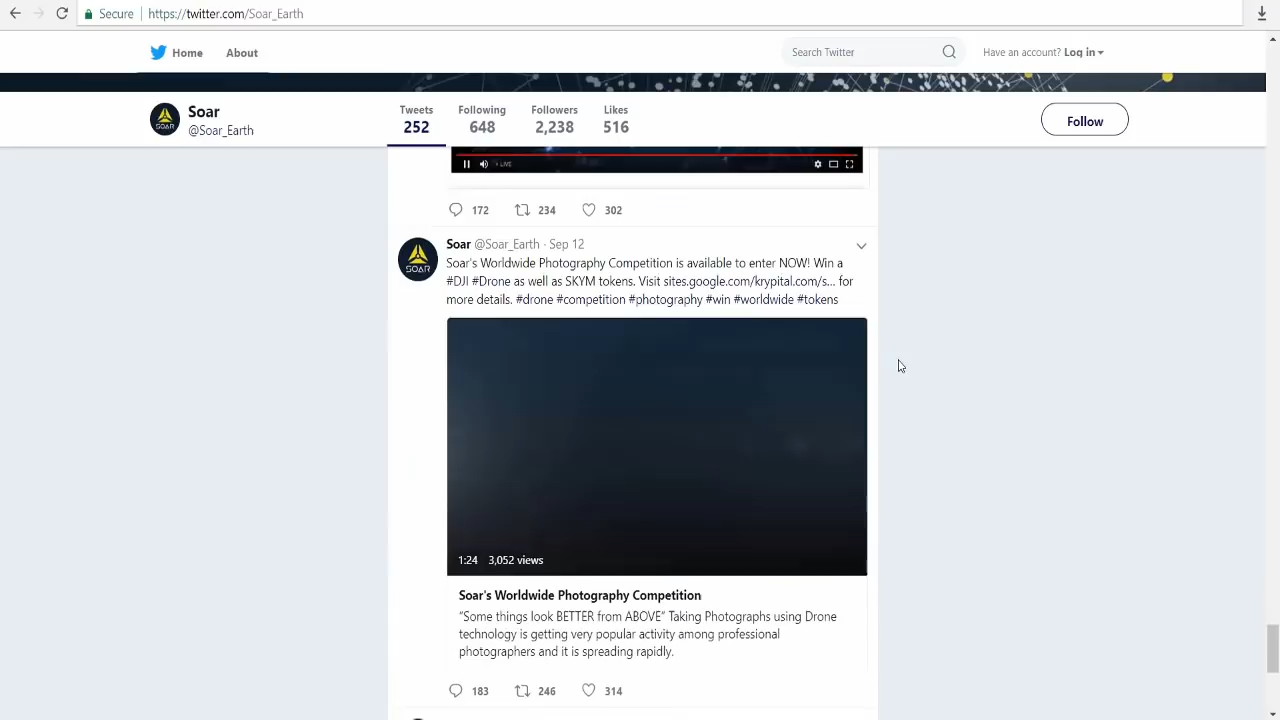 Secure https://twitter.com/Soar_Earth
Home About Search Twitter Have an account? Log in
SOAR Soar
@Soar_Earth
Tweets Following Followers Likes
252 648 2,238 516
Follow
LIVE
172 234 302
Soar @Soar_Earth · Sep 12
SOAR
Soar's Worldwide Photography Competition is available to enter NOW! Win a
#DJI #Drone as well as SKYM tokens. Visit sites.google.com/krypital.com/s... for
more details. #drone #competition #photography #win #worldwide #tokens
1:24 3,052 views
Soar's Worldwide Photography Competition
“Some things look BETTER from ABOVE” Taking Photographs using Drone
technology is getting very popular activity among professional
photographers and it is spreading rapidly.
183 246 314